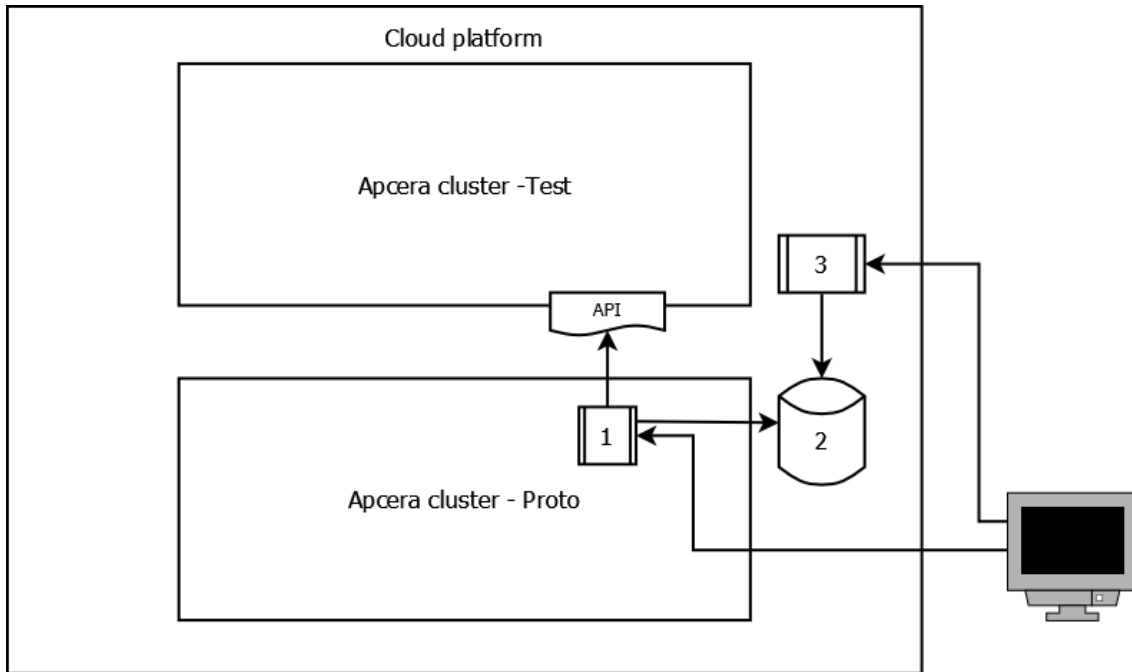 Cloud platform
Apcera cluster -Test
3
API
1
2
Apcera cluster - Proto